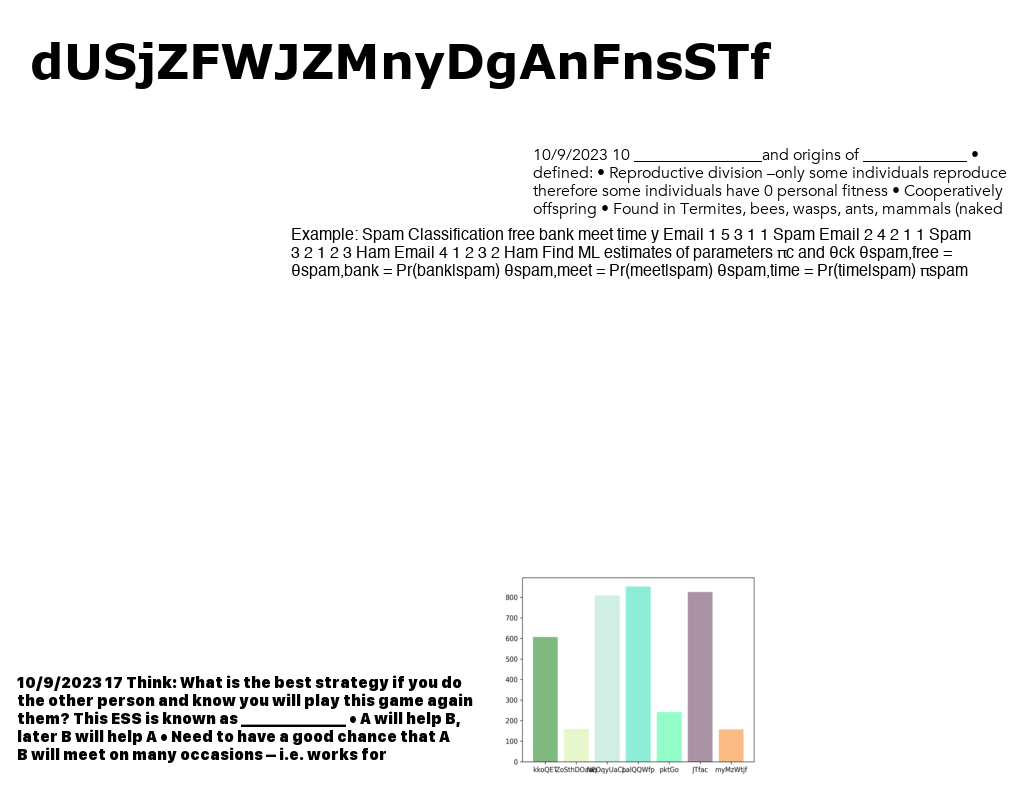 dUSjZFWJZMnyDgAnFnsSTf
10/9/2023 10 ________________and origins of _____________ •
defined: • Reproductive division –only some individuals reproduce
therefore some individuals have 0 personal fitness • Cooperatively
offspring • Found in Termites, bees, wasps, ants, mammals (naked
Example: Spam Classification free bank meet time y Email 1 5 3 1 1 Spam Email 2 4 2 1 1 Spam
3 2 1 2 3 Ham Email 4 1 2 3 2 Ham Find ML estimates of parameters πc and θck θspam,free =
θspam,bank = Pr(bank|spam) θspam,meet = Pr(meet|spam) θspam,time = Pr(time|spam) πspam
10/9/2023 17 Think: What is the best strategy if you do
the other person and know you will play this game again
them? This ESS is known as _____________ • A will help B,
later B will help A • Need to have a good chance that A
B will meet on many occasions – i.e. works for
800
700
600
500
400
300
200
100
0
pktGo JTfac myMzWtjf